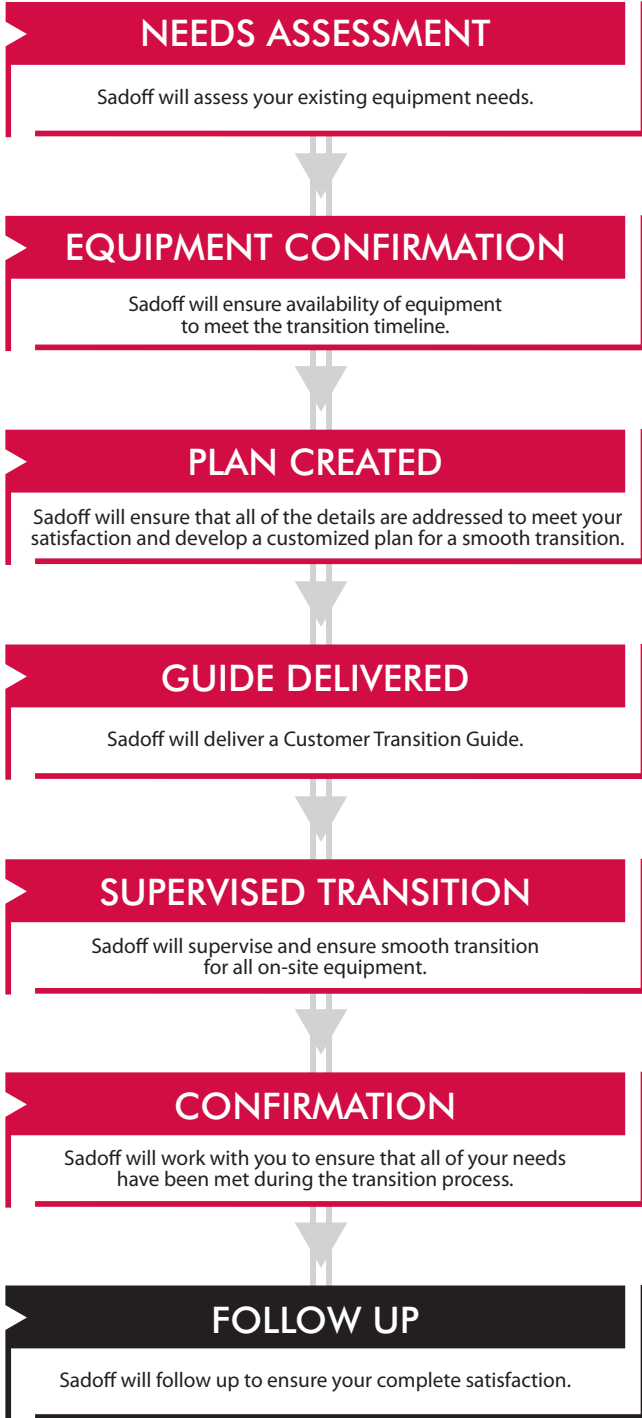 NEEDS ASSESSMENT
Sadoff will assess your existing equipment needs.
EQUIPMENT CONFIRMATION
Sadoff will ensure availability of equipment
to meet the transition timeline.
PLAN CREATED
Sadoff will ensure that all of the details are addressed to meet your
satisfaction and develop a customized plan for a smooth transition.
GUIDE DELIVERED
Sadoff will deliver a Customer Transition Guide.
SUPERVISED TRANSITION
Sadoff will supervise and ensure smooth transition
for all on-site equipment.
CONFIRMATION
Sadoff will work with you to ensure that all of your needs
have been met during the transition process.
FOLLOW UP
Sadoff will follow up to ensure your complete satisfaction.